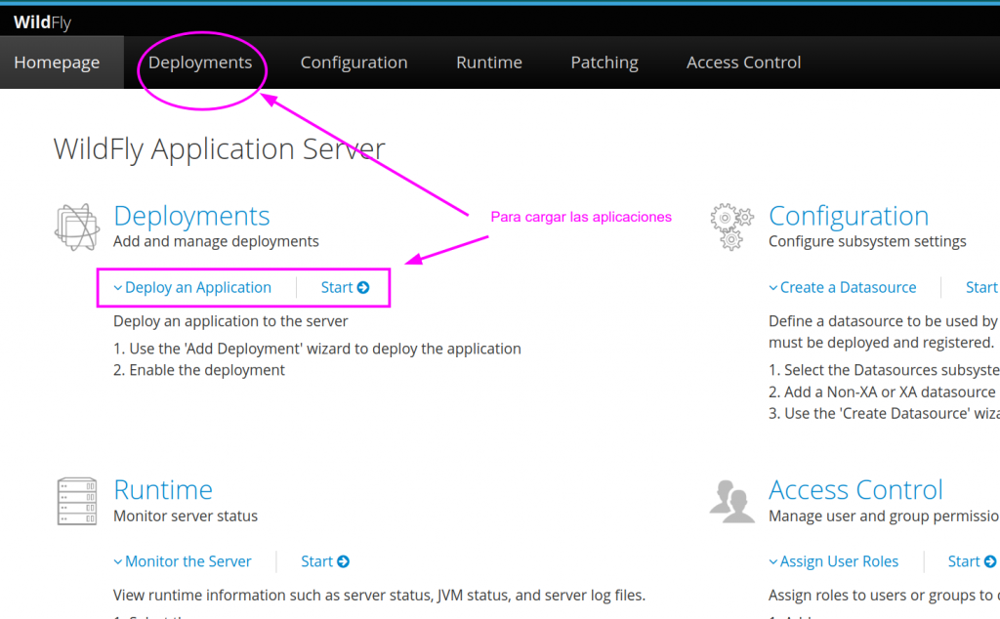 WildFly
Homepage Deployments Configuration Runtime Patching Access Control
WildFly Application Server
Deployments
Add and manage deployments
Deploy an Application Start
Deploy an application to the server
1. Use the 'Add Deployment' wizard to deploy the application
2. Enable the deployment
Para cargar las aplicaciones
Configuration
Configure subsystem settings
Create a Datasource Start
Define a datasource to be used by
must be deployed and registered.
1. Select the Datasources subsyste
2. Add a Non-XA or XA datasource
3. Use the 'Create Datasource' wiza
Runtime
Monitor server status
Monitor the Server Start
View runtime information such as server status, JVM status, and server log files.
Access Control
Manage user and group permissio
Assign User Roles Start
Assign roles to users or groups to